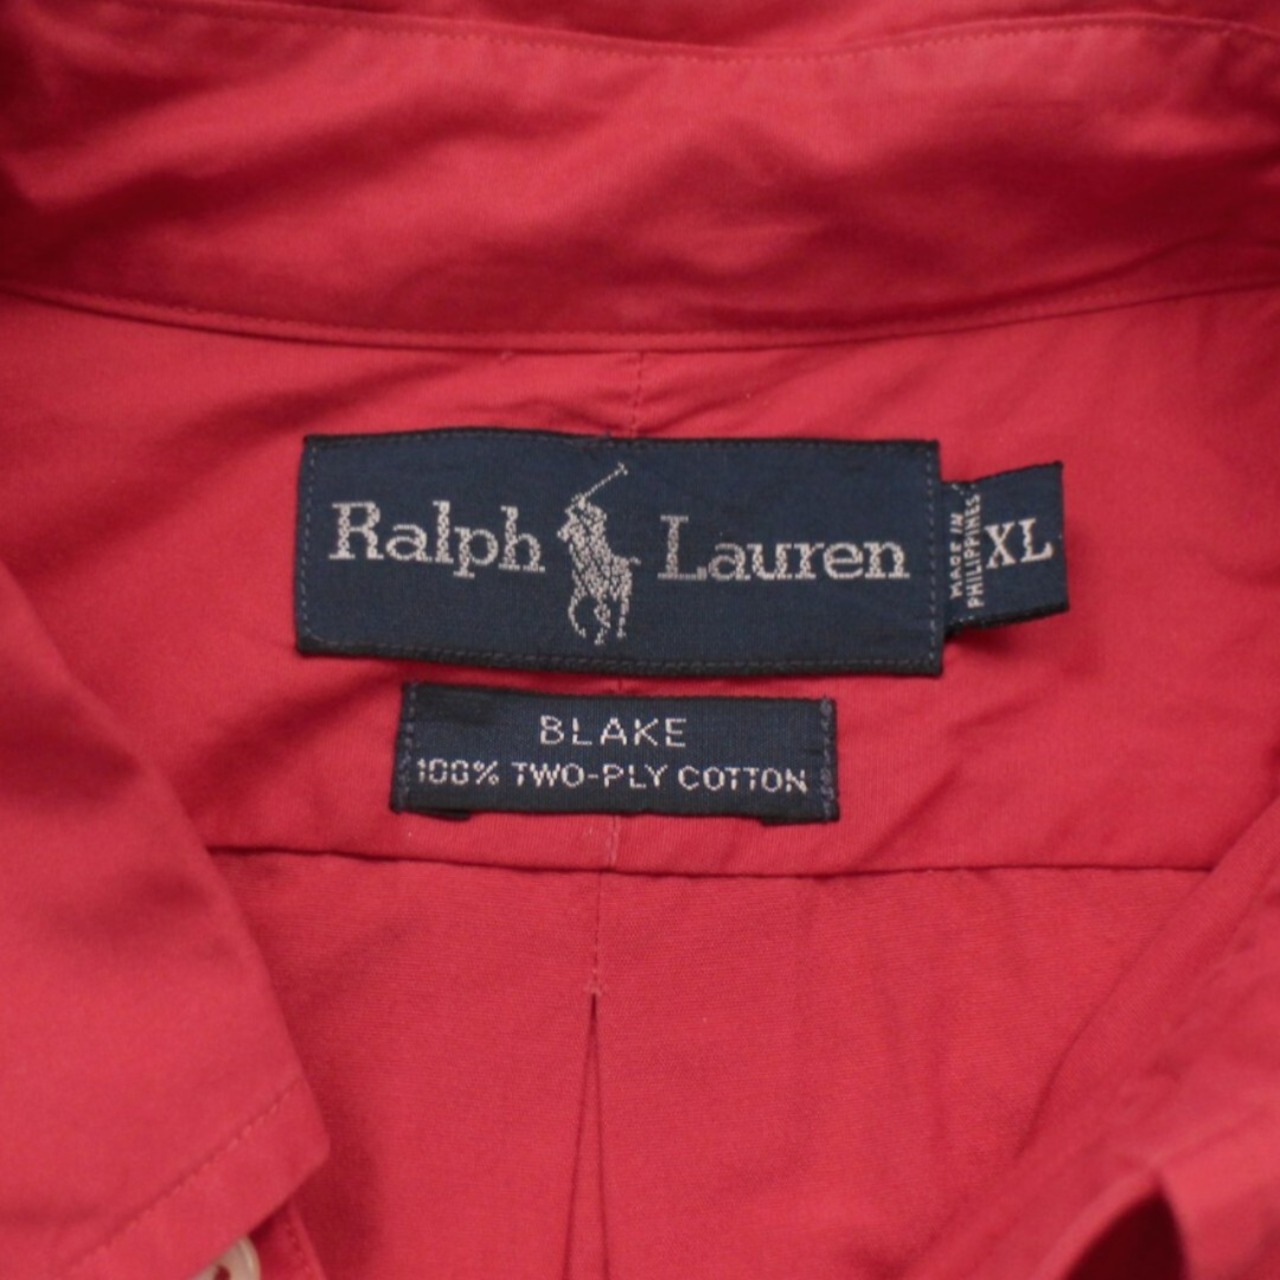 Ralph Lauren
MADE IN
PHILIPPINES
XL
BLAKE
100% TWO-PLY COTTON